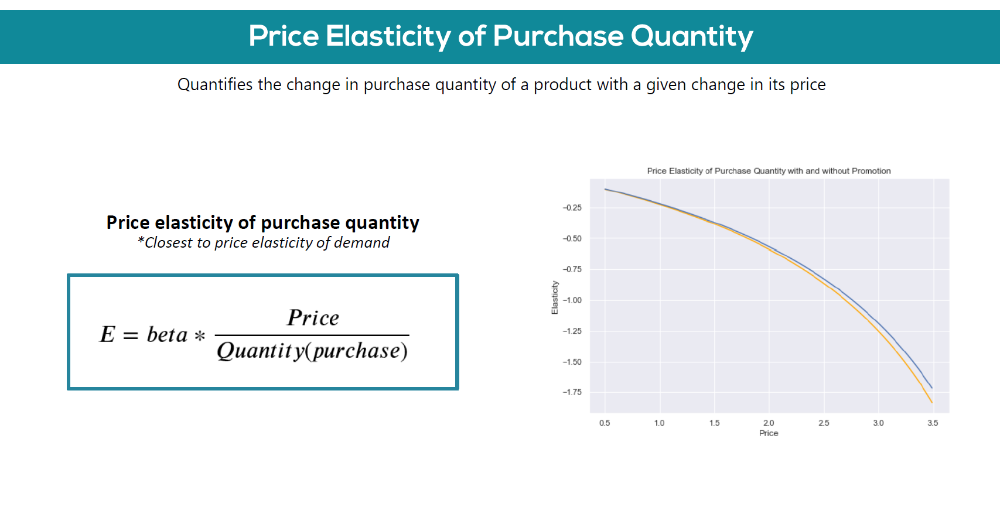 Price Elasticity of Purchase Quantity
Quantifies the change in purchase quantity of a product with a given change in its price
Price elasticity of purchase quantity
*Closest to price elasticity of demand
E = beta * Price
Quantity(purchase)
Price Elasticity of Purchase Quantity with and without Promotion
Elasticity
−0.25
−0.50
−0.75
−1.00
−1.25
−1.50
−1.75
0.5 1.0 1.5 2.0 2.5 3.0 3.5
Price